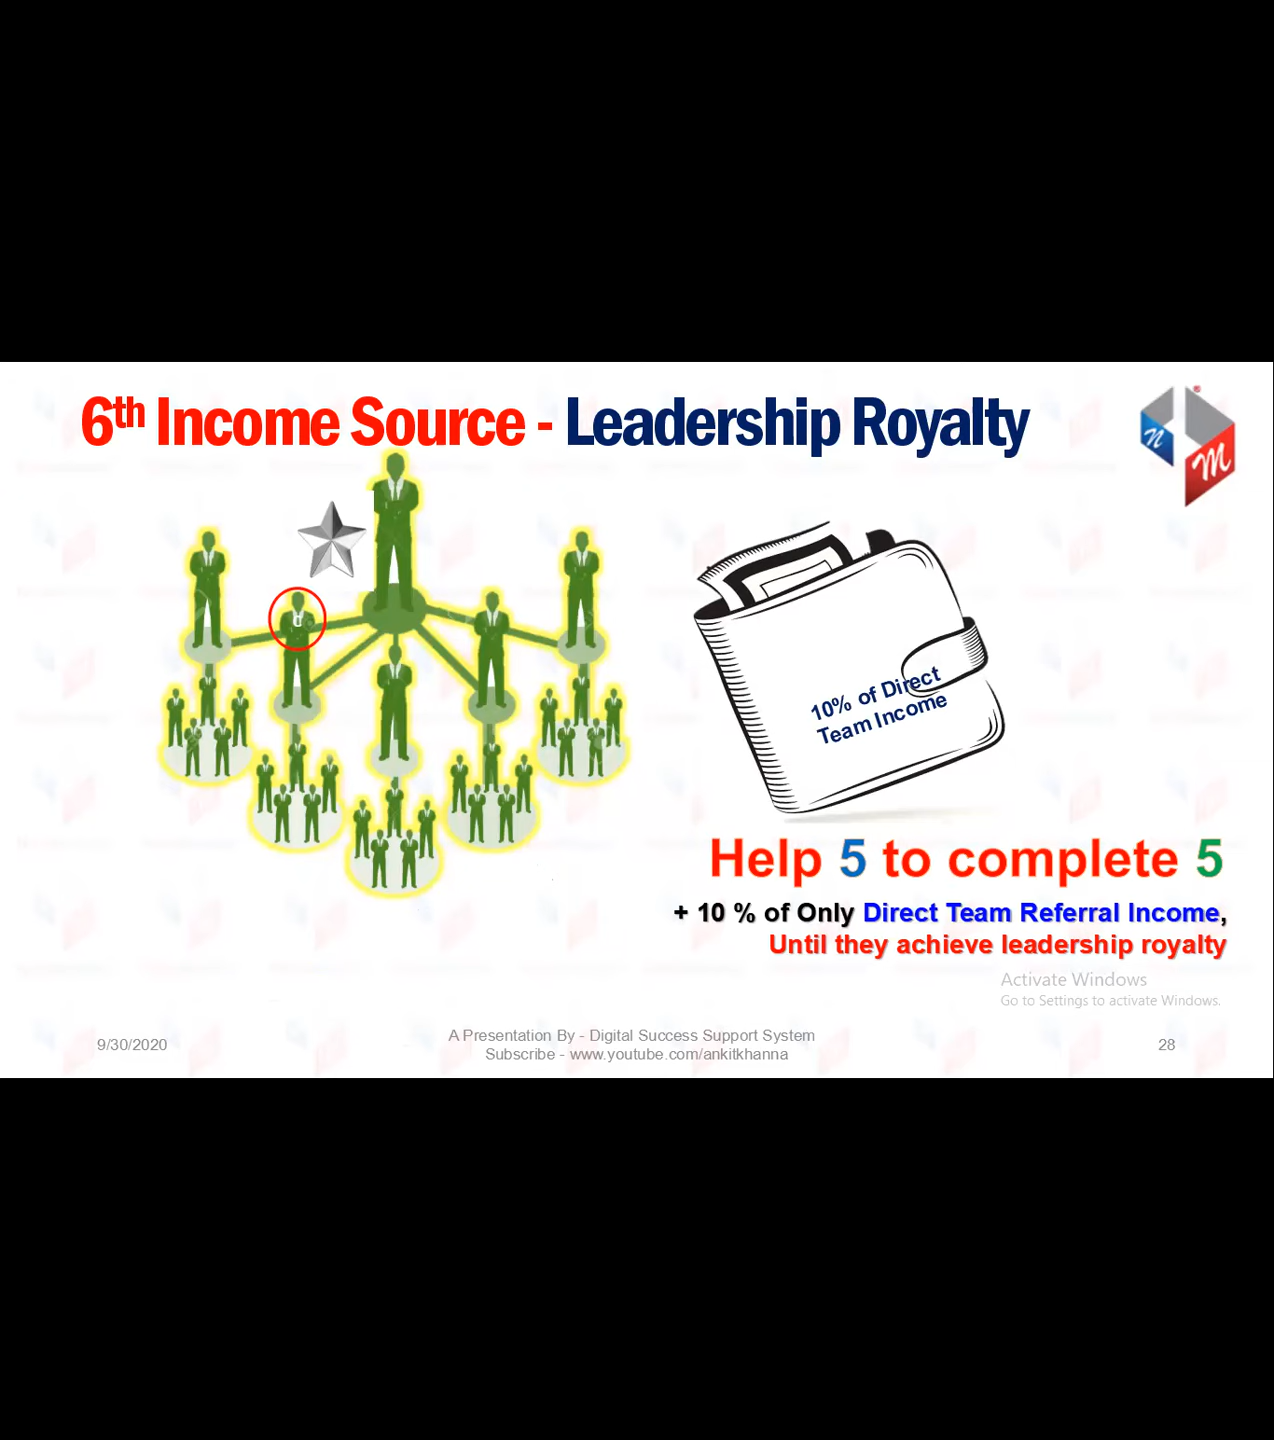 6th Income Source - Leadership Royalty
n
m
®
10% of Direct
Team Income
Help 5 to complete 5
+ 10 % of Only Direct Team Referral Income,
Until they achieve leadership royalty
Activate Windows
Go to Settings to activate Windows.
9/30/2020
A Presentation By - Digital Success Support System
Subscribe - www.youtube.com/ankitkhanna
28